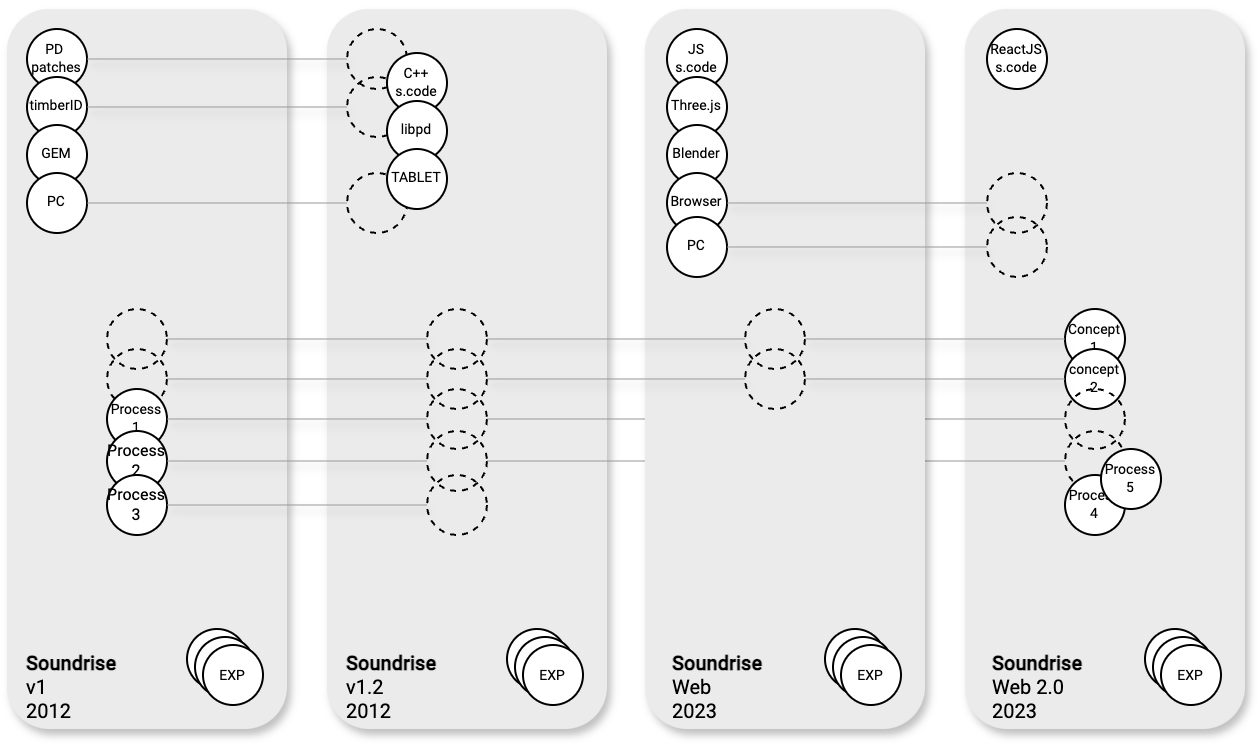 PD
patches
timberID
GEM
PC
Process
1
Process
2
Process
3
EXP
Soundrise
v1
2012
C++
s.code
libpd
TABLET
EXP
Soundrise
v1.2
2012
JS
s.code
Three.js
Blender
Browser
PC
EXP
Soundrise
Web
2023
ReactJS
s.code
Concept
1
concept
2
Process
5
Process
4
EXP
Soundrise
Web 2.0
2023